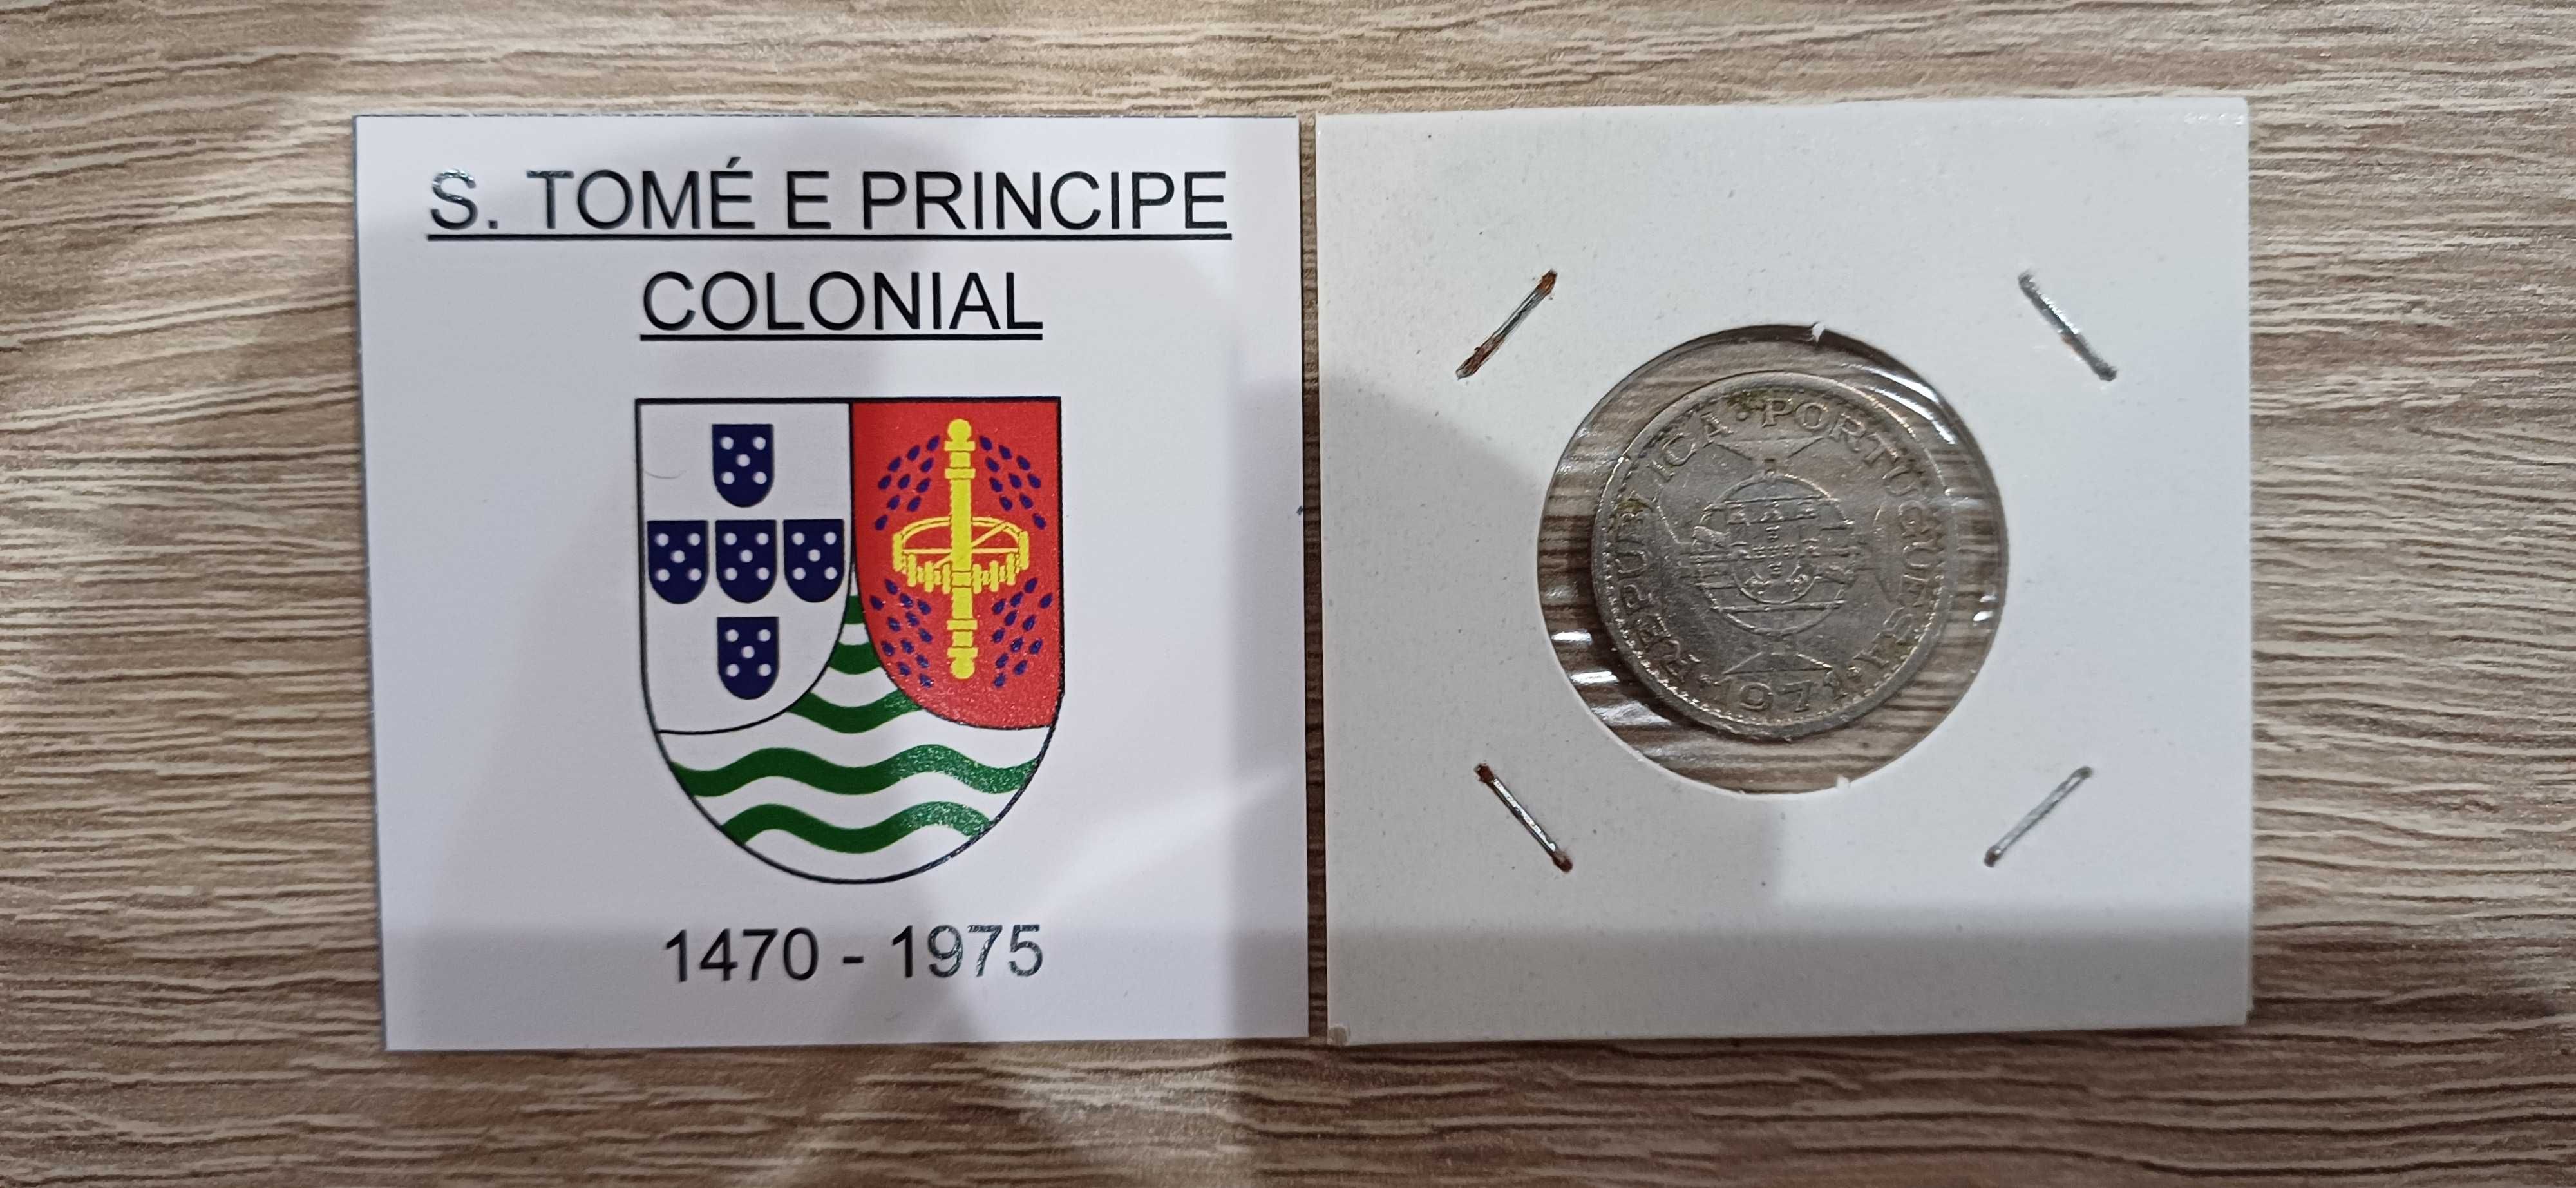 S. TOMÉ E PRINCIPE
COLONIAL
1470 - 1975
REPUBLICA · PORTUGUESA
· 1971 ·